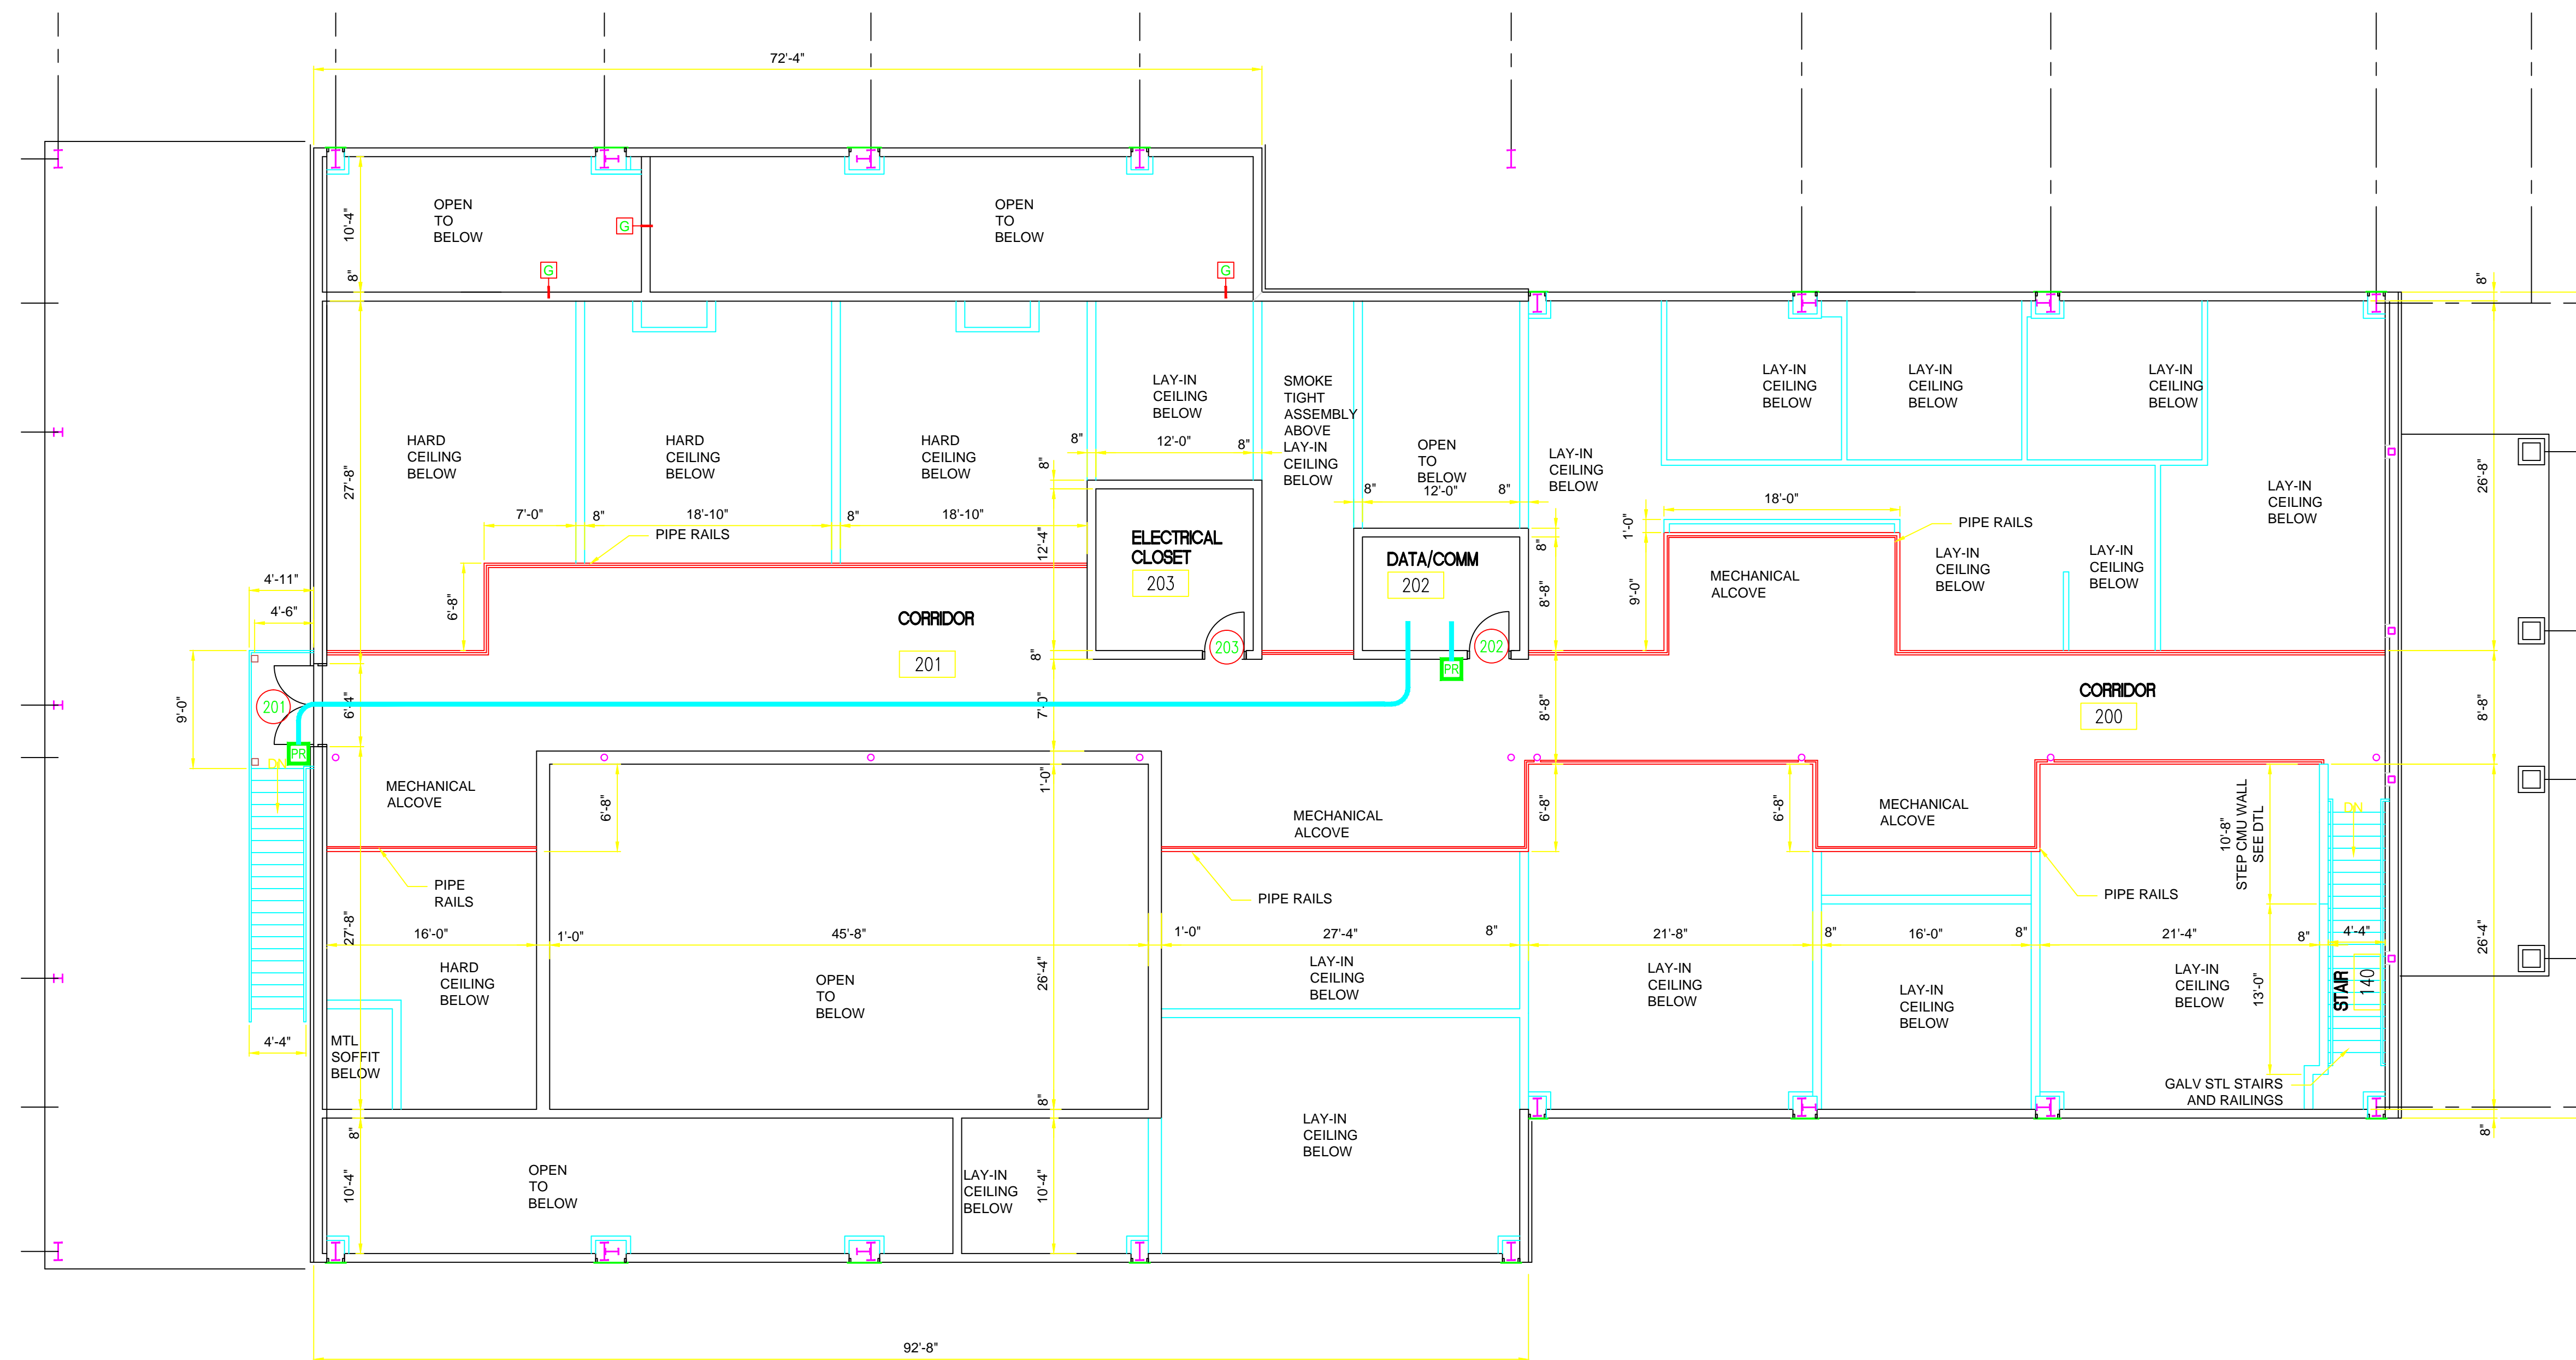 72'-4"
OPEN
TO
BELOW
OPEN
TO
BELOW
10'-4"
G
G
G
8"
8"
LAY-IN
CEILING
BELOW
SMOKE
TIGHT
ASSEMBLY
ABOVE
LAY-IN
CEILING
BELOW
LAY-IN
CEILING
BELOW
LAY-IN
CEILING
BELOW
LAY-IN
CEILING
BELOW
HARD
CEILING
BELOW
HARD
CEILING
BELOW
HARD
CEILING
BELOW
8"
12'-0"
8"
OPEN
TO
BELOW
LAY-IN
CEILING
BELOW
27'-8"
8"
8"
12'-0"
8"
18'-0"
LAY-IN
CEILING
BELOW
26'-8"
7'-0"
8"
18'-10"
8"
18'-10"
PIPE RAILS
12'-4"
ELECTRICAL
CLOSET
203
8"
DATA/COMM
202
8'-8"
1'-0"
9'-0"
PIPE RAILS
MECHANICAL
ALCOVE
LAY-IN
CEILING
BELOW
LAY-IN
CEILING
BELOW
4'-11"
4'-6"
6'-8"
CORRIDOR
201
8"
203
202
PR
9'-0"
201
6'-4"
7'-0"
8'-8"
CORRIDOR
200
8'-8"
PR
DN
MECHANICAL
ALCOVE
6'-8"
1'-0"
MECHANICAL
ALCOVE
6'-8"
6'-8"
MECHANICAL
ALCOVE
10'-8"
STEP CMU WALL
SEE DTL
DN
PIPE
RAILS
PIPE RAILS
PIPE RAILS
27'-8"
16'-0"
1'-0"
45'-8"
1'-0"
27'-4"
8"
21'-8"
8"
16'-0"
8"
21'-4"
8"
4'-4"
26'-4"
HARD
CEILING
BELOW
OPEN
TO
BELOW
26'-4"
LAY-IN
CEILING
BELOW
LAY-IN
CEILING
BELOW
LAY-IN
CEILING
BELOW
LAY-IN
CEILING
BELOW
13'-0"
STAIR
140
4'-4"
MTL
SOFFIT
BELOW
GALV STL STAIRS
AND RAILINGS
8"
8"
8"
LAY-IN
CEILING
BELOW
OPEN
TO
BELOW
10'-4"
LAY-IN
CEILING
BELOW
10'-4"
92'-8"